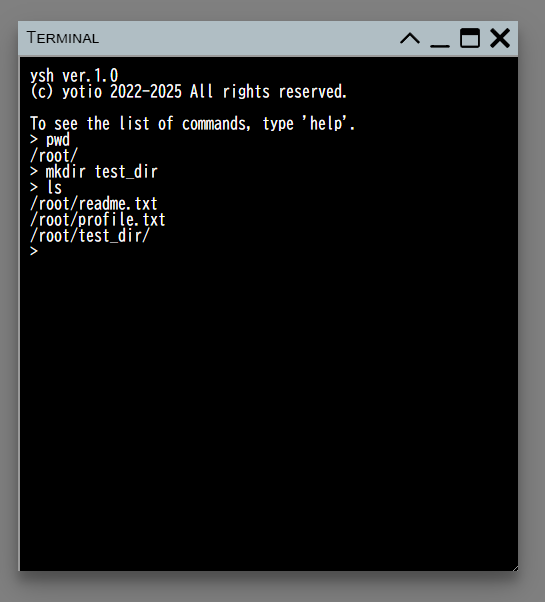 Terminal
ysh ver.1.0
(c) yotio 2022-2025 All rights reserved.
To see the list of commands, type 'help'.
> pwd
/root/
> mkdir test_dir
> ls
/root/readme.txt
/root/profile.txt
/root/test_dir/
>